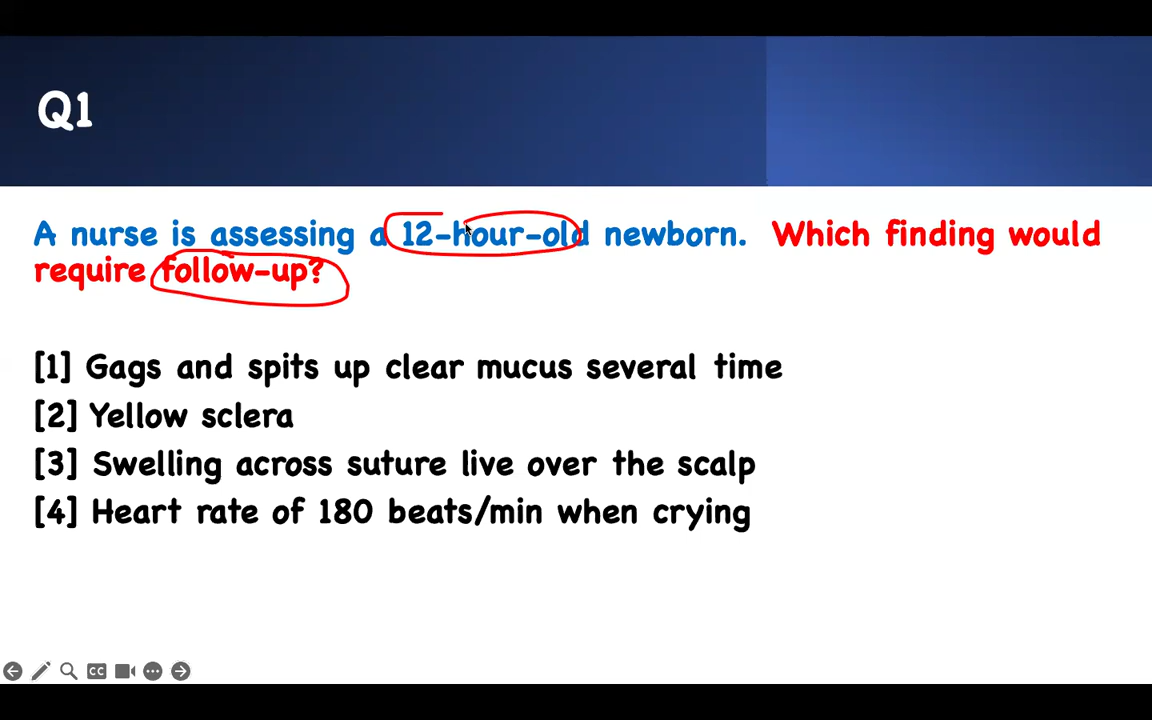 Q1
A nurse is assessing a 12-hour-old newborn. Which finding would
require follow-up?
[1] Gags and spits up clear mucus several time
[2] Yellow sclera
[3] Swelling across suture live over the scalp
[4] Heart rate of 180 beats/min when crying
CC